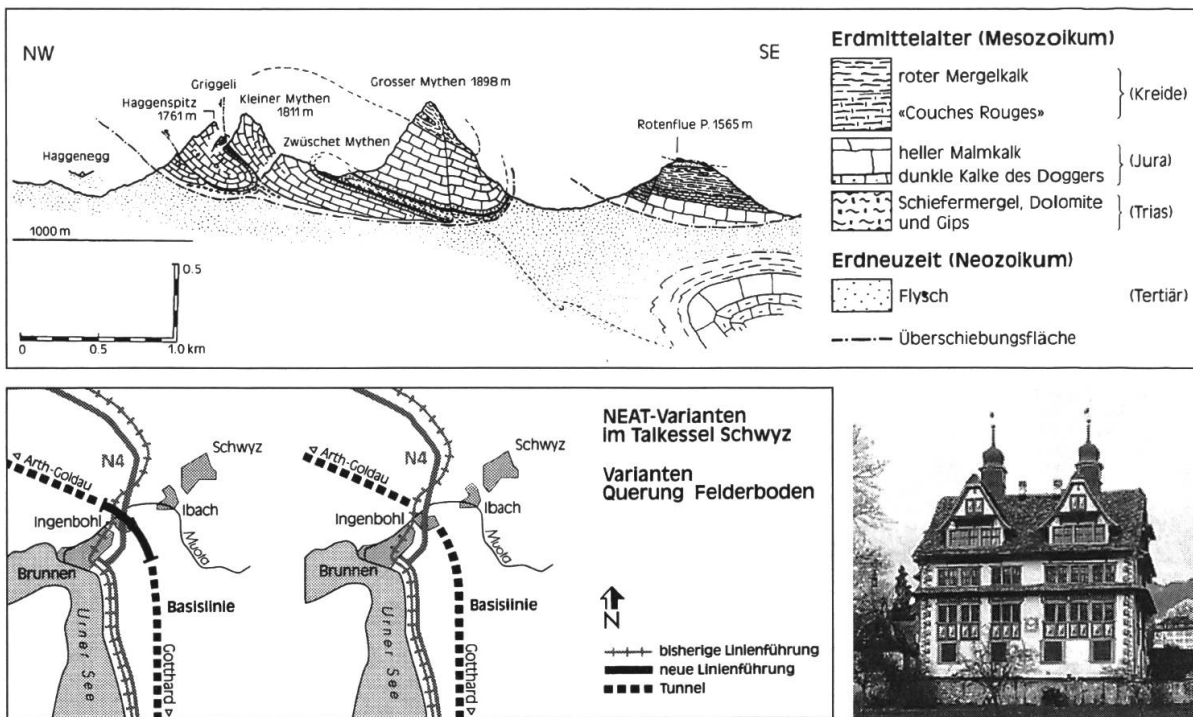 NW
SE
Griggeli
Haggenspitz
1761 m
Kleiner Mythen
1811 m
Zwüschet Mythen
Grosser Mythen 1898 m
Rotenflue P. 1565 m
Haggenegg
1000 m
0.5
0
0.5
1.0 km
Erdmittelalter (Mesozoikum)
roter Mergelkalk
«Couches Rouges»
(Kreide)
heller Malmkalk
dunkle Kalke des Doggers
(Jura)
Schiefermergel, Dolomite
und Gips
(Trias)
Erdneuzeit (Neozoikum)
Flysch
(Tertiär)
Überschiebungsfläche
Arth-Goldau
N4
Schwyz
Ingenbohl
Ibach
Muota
Brunnen
Basislinie
Urner See
Gotthard
Arth-Goldau
N4
Schwyz
Ingenbohl
Ibach
Muota
Brunnen
Basislinie
Urner See
Gotthard
NEAT-Varianten
im Talkessel Schwyz
Varianten
Querung Felderboden
N
bisherige Linienführung
neue Linienführung
Tunnel